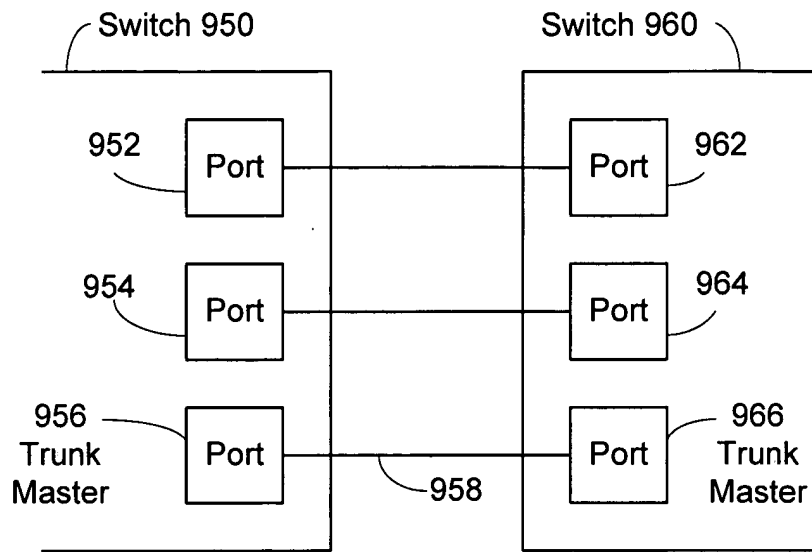 Switch 950
Switch 960
952
Port
Port
962
954
Port
Port
964
956
Trunk
Master
Port
958
Port
966
Trunk
Master